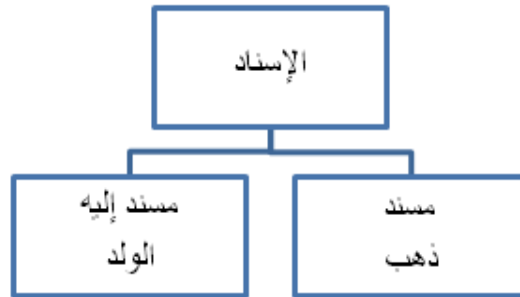 الإسناد
مسند
ذهب
مسند إليه
الولد